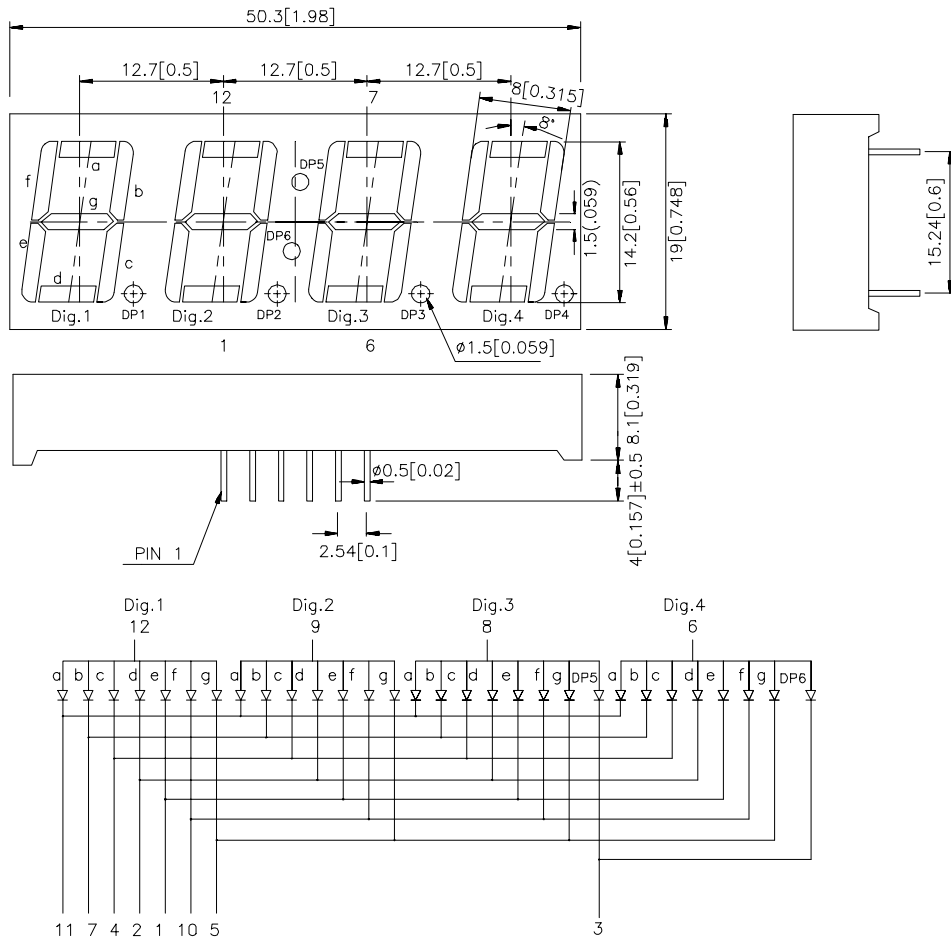 50.3[1.98]
12.7[0.5] 12.7[0.5] 12.7[0.5]
12 7
8[0.315]
8°
a
f b
g
e
d c
DP5
DP6
Dig.1 DP1 Dig.2 DP2 Dig.3 DP3 Dig.4 DP4
1 6
ø1.5[0.059]
1.5(.059)
14.2[0.56]
19[0.748]
15.24[0.6]
8.1[0.319]
4[0.157]±0.5
ø0.5[0.02]
2.54[0.1]
PIN 1
Dig.1 Dig.2 Dig.3 Dig.4
12 9 8 6
a b c d e f g a b c d e f g a b c d e f g DP5 a b c d e f g DP6
11 7 4 2 1 10 5 3